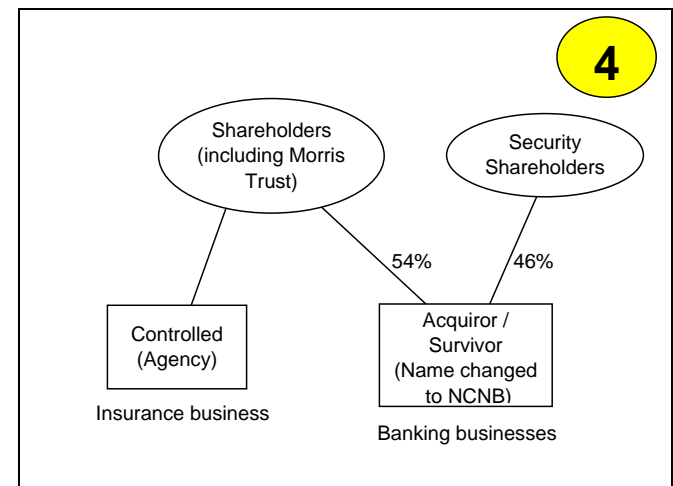 4
Shareholders
(including Morris
Trust)
Security
Shareholders
54%
46%
Controlled
(Agency)
Acquiror /
Survivor
(Name changed
to NCNB)
Insurance business
Banking businesses